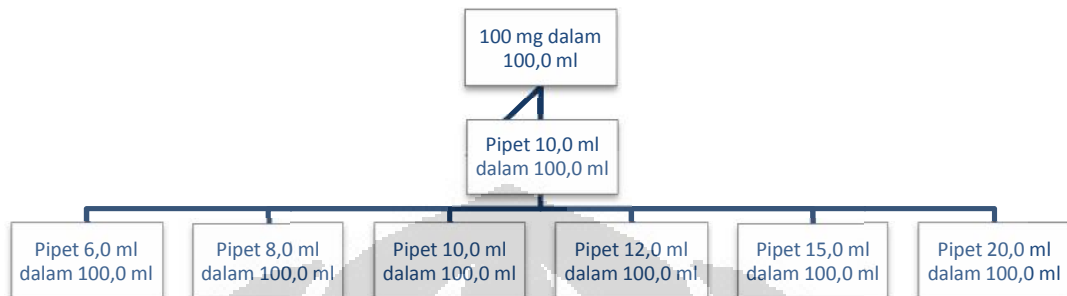 100 mg dalam
100,0 ml
Pipet 10,0 ml
dalam 100,0 ml
Pipet 6,0 ml
dalam 100,0 ml
Pipet 8,0 ml
dalam 100,0 ml
Pipet 10,0 ml
dalam 100,0 ml
Pipet 12,0 ml
dalam 100,0 ml
Pipet 15,0 ml
dalam 100,0 ml
Pipet 20,0 ml
dalam 100,0 ml